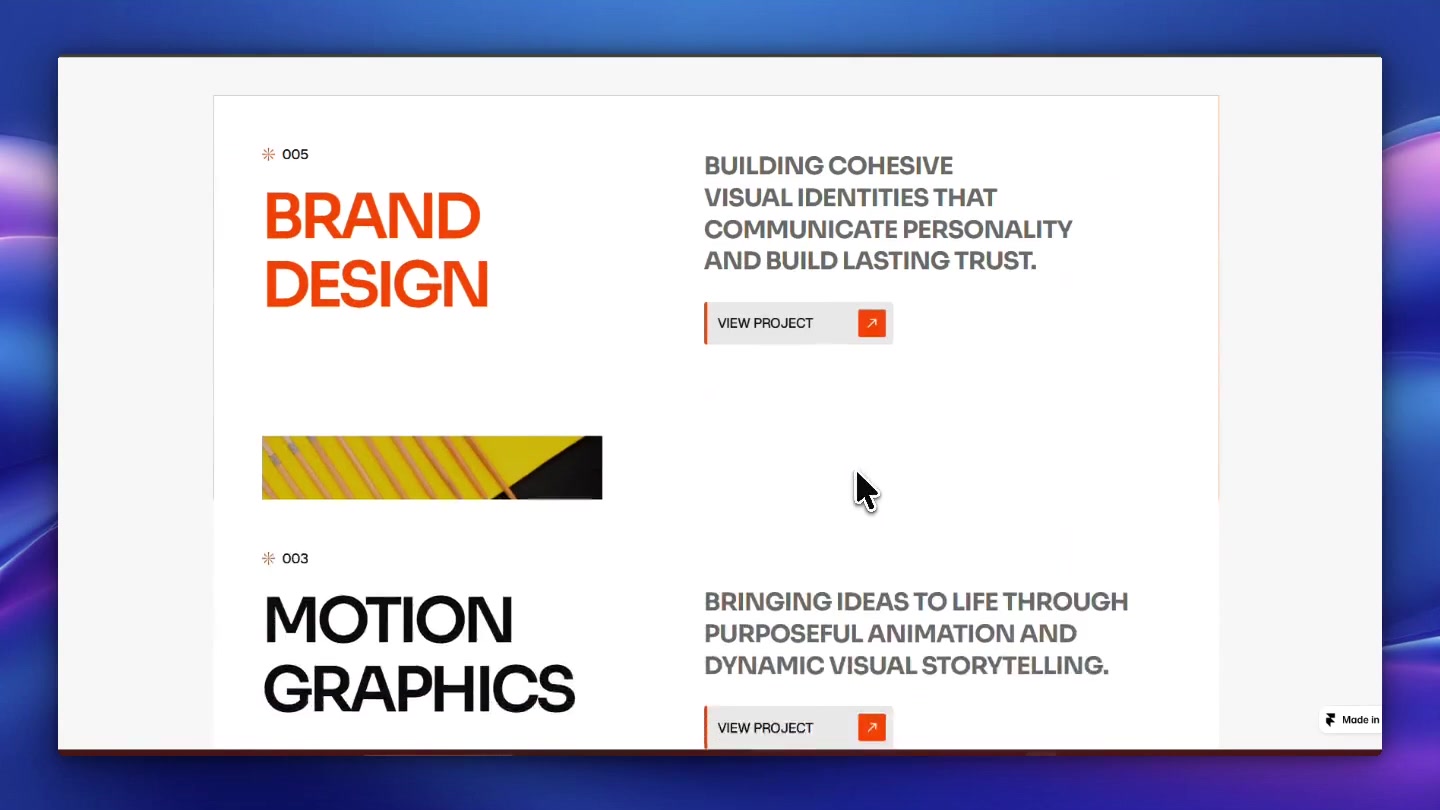 005
BRAND
DESIGN
BUILDING COHESIVE
VISUAL IDENTITIES THAT
COMMUNICATE PERSONALITY
AND BUILD LASTING TRUST.
VIEW PROJECT
003
MOTION
GRAPHICS
BRINGING IDEAS TO LIFE THROUGH
PURPOSEFUL ANIMATION AND
DYNAMIC VISUAL STORYTELLING.
VIEW PROJECT
Made in